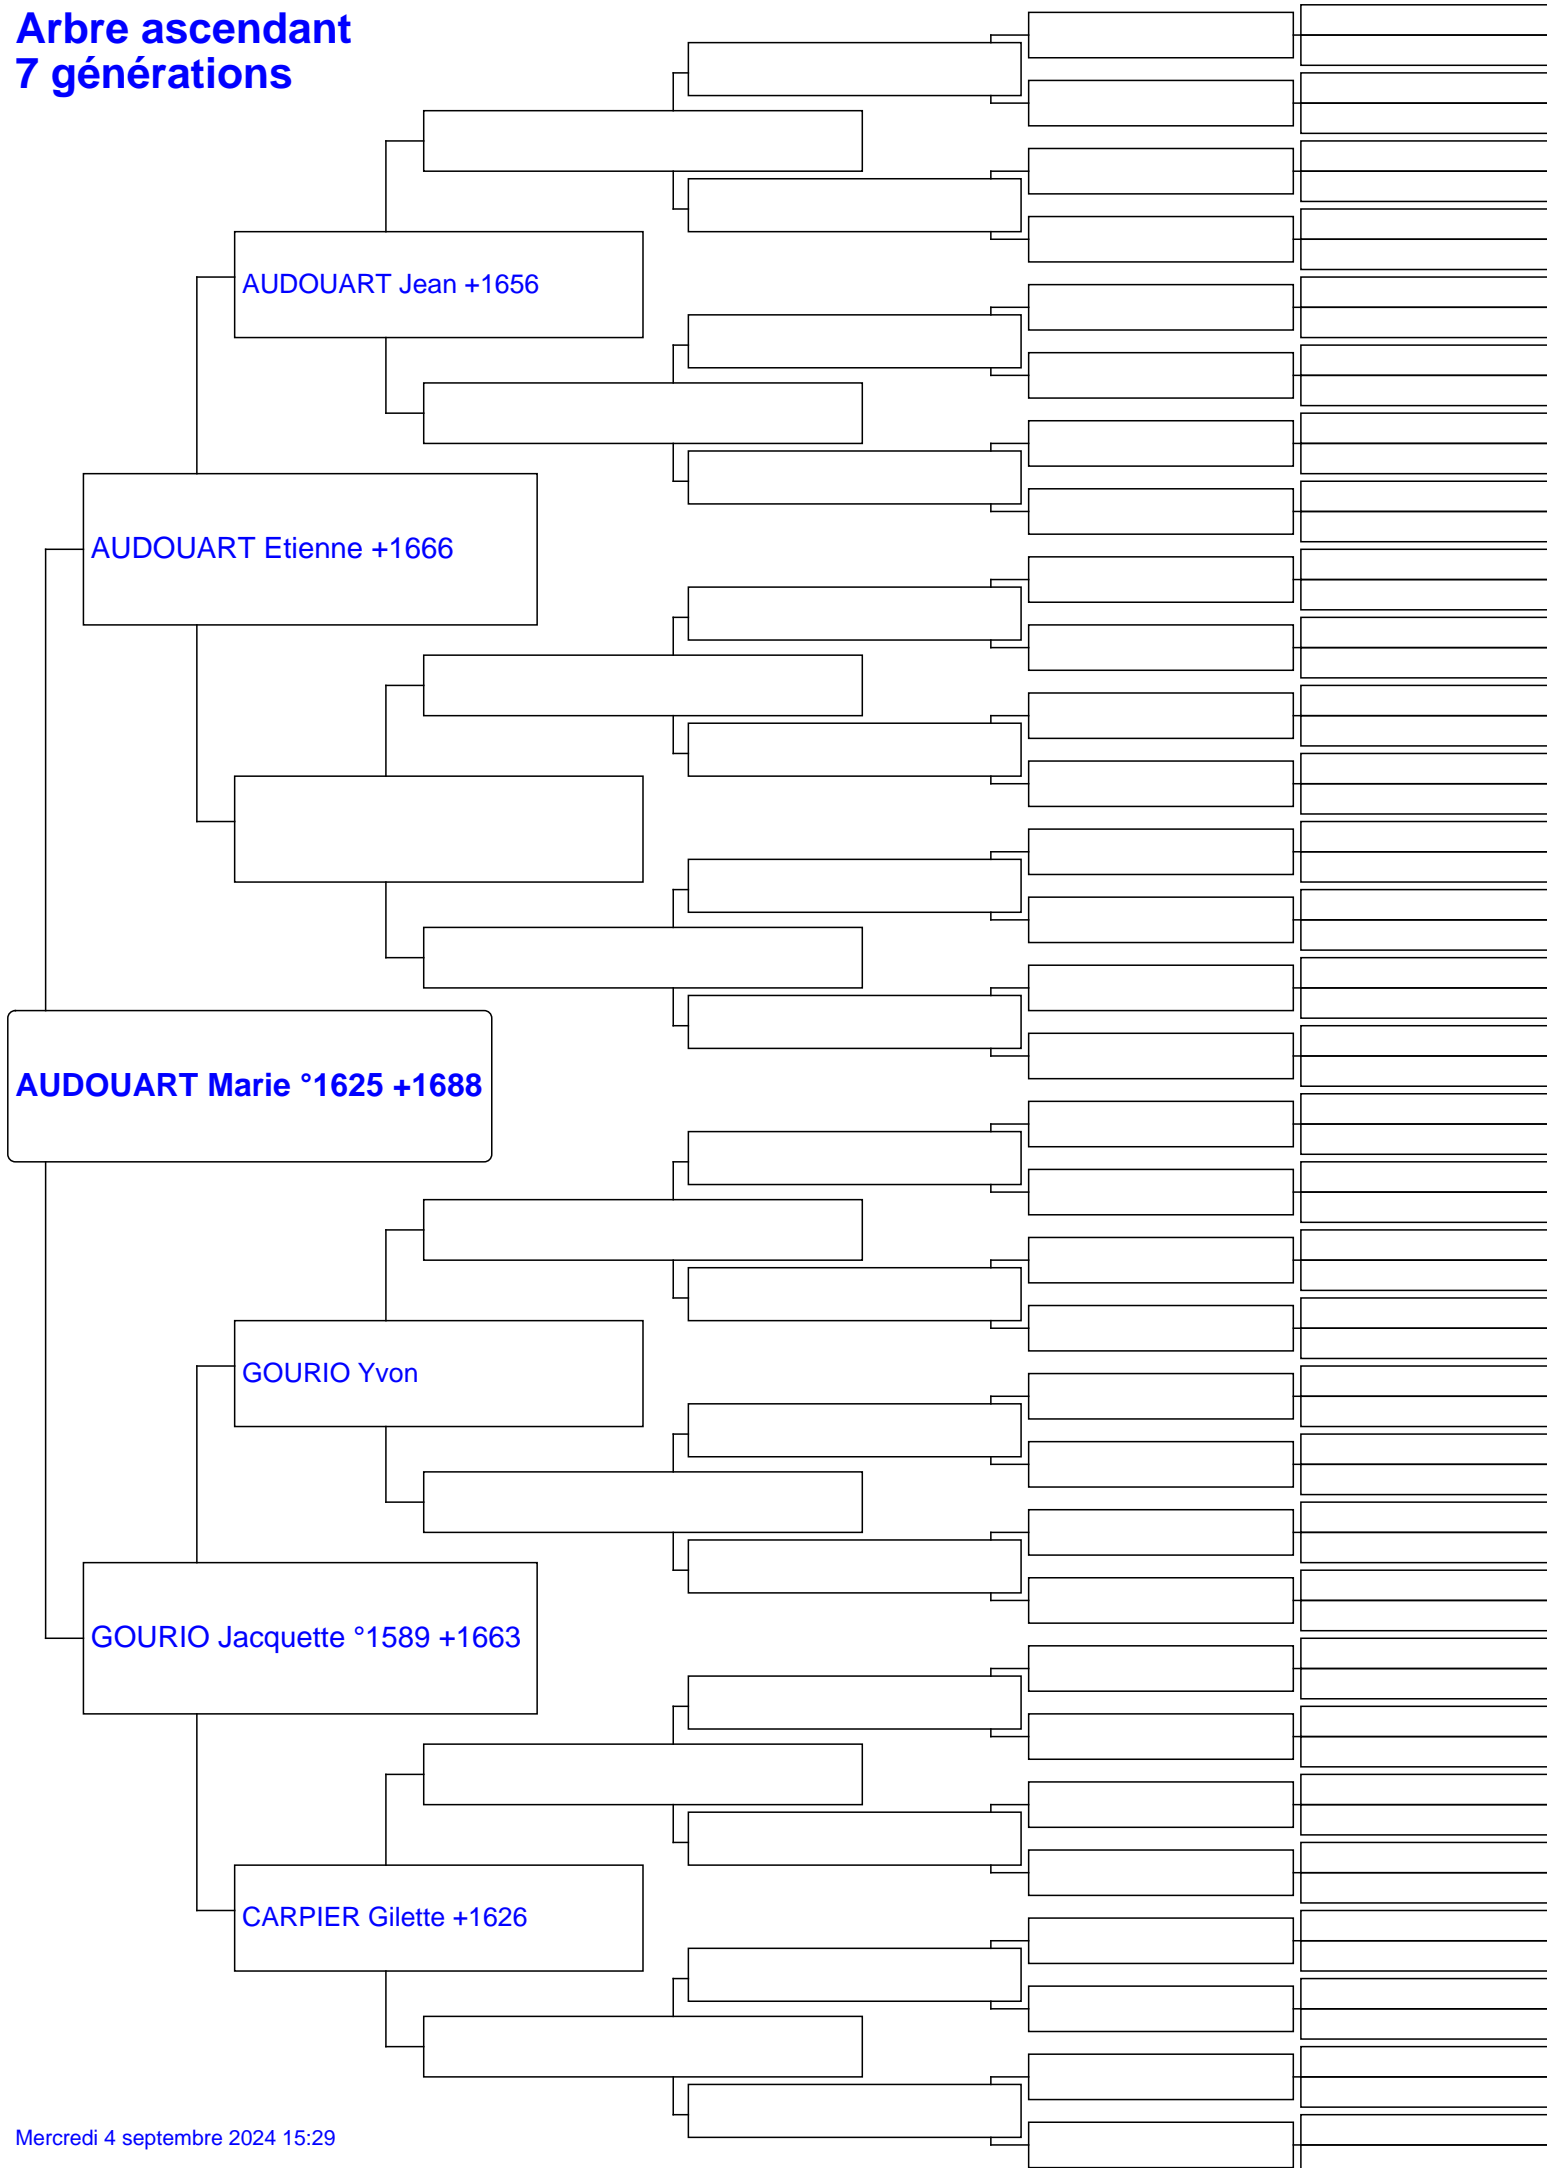 Arbre ascendant
7 générations
AUDOUART Jean +1656
AUDOUART Etienne +1666
AUDOUART Marie °1625 +1688
GOURIO Yvon
GOURIO Jacquette °1589 +1663
CARPIER Gilette +1626
Mercredi 4 septembre 2024 15:29